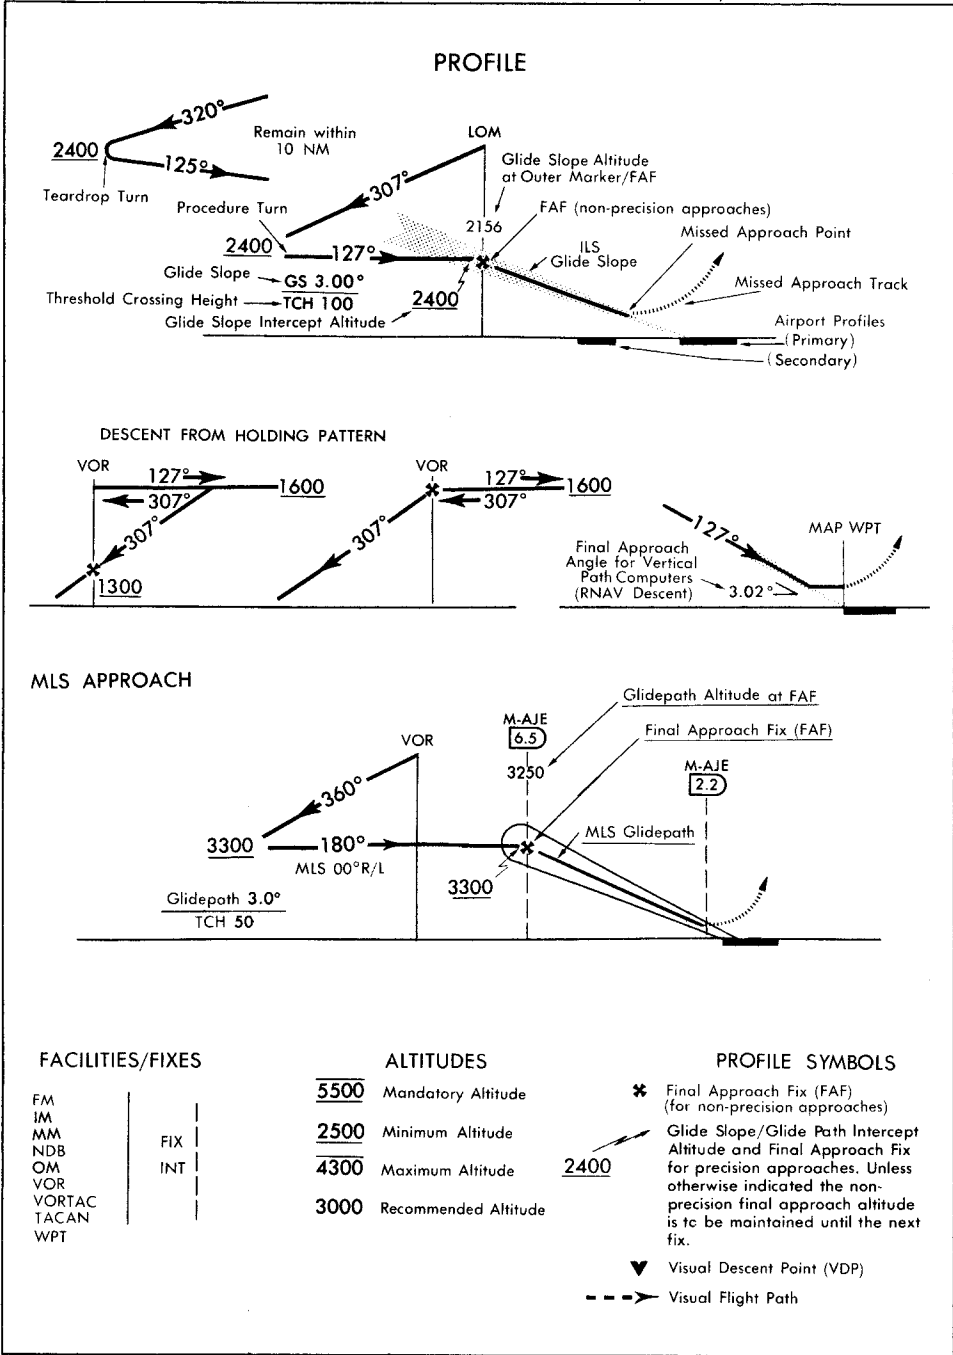 PROFILE
320°
Remain within
10 NM
2400
125°
Teardrop Turn
LOM
Glide Slope Altitude
at Outer Marker/FAF
307°
Procedure Turn
2156
FAF (non-precision approaches)
Missed Approach Point
2400
127°
ILS
Glide Slope
Glide Slope
GS 3.00°
Missed Approach Track
Threshold Crossing Height
TCH 100
2400
Glide Slope Intercept Altitude
Airport Profiles
(Primary)
(Secondary)
DESCENT FROM HOLDING PATTERN
VOR
127°
1600
307°
307°
1300
VOR
127°
1600
307°
307°
127°
MAP WPT
Final Approach
Angle for Vertical
Path Computers
(RNAV Descent)
3.02°
MLS APPROACH
Glidepath Altitude at FAF
M-AJE
6.5
Final Approach Fix (FAF)
VOR
3250
M-AJE
2.2
360°
3300
180°
MLS Glidepath
MLS 00°R/L
3300
Glidepath 3.0°
TCH 50
FACILITIES/FIXES
FM
IM
MM
NDB
OM
VOR
VORTAC
TACAN
WPT
FIX
INT
ALTITUDES
5500 Mandatory Altitude
2500 Minimum Altitude
4300 Maximum Altitude
3000 Recommended Altitude
PROFILE SYMBOLS
Final Approach Fix (FAF)
(for non-precision approaches)
2400
Glide Slope/Glide Path Intercept
Altitude and Final Approach Fix
for precision approaches. Unless
otherwise indicated the non-
precision final approach altitude
is to be maintained until the next
fix.
Visual Descent Point (VDP)
Visual Flight Path